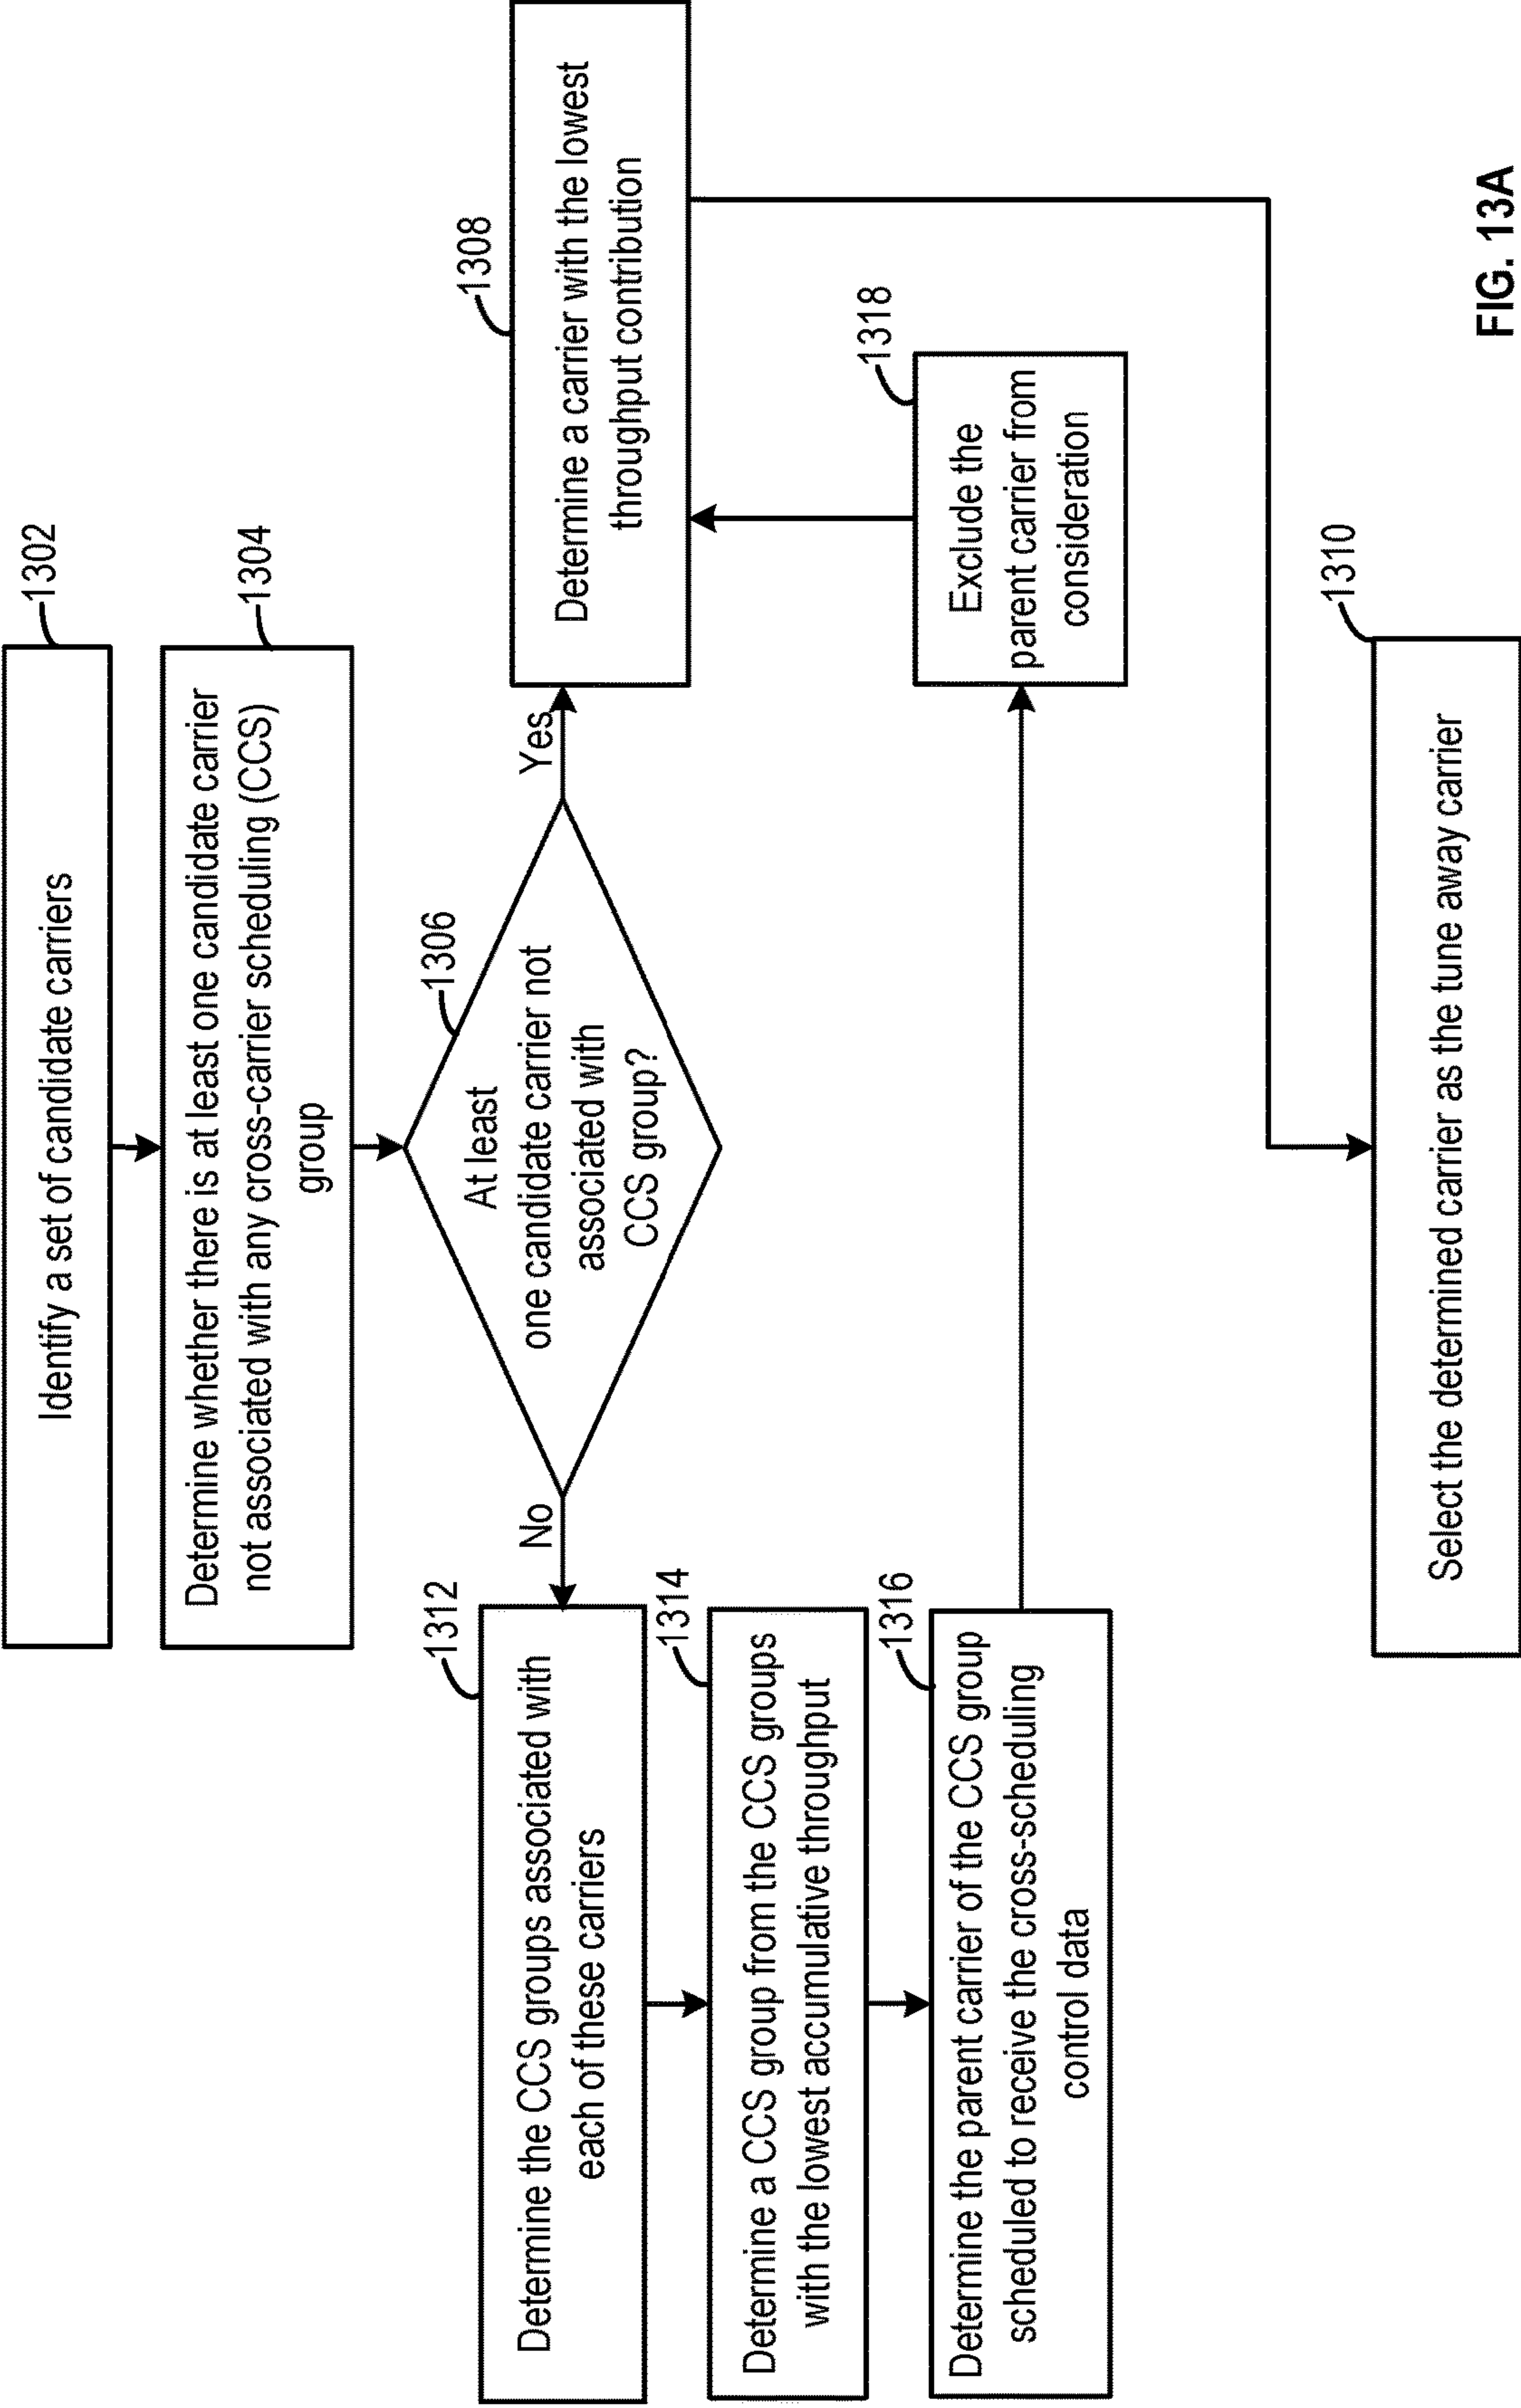 1302
Identify a set of candidate carriers
1304
Determine whether there is at least one candidate carrier
not associated with any cross-carrier scheduling (CCS)
group
1306
At least
one candidate carrier not
associated with
CCS group?
No
Yes
1308
Determine a carrier with the lowest
throughput contribution
1312
Determine the CCS groups associated with
each of these carriers
1314
Determine a CCS group from the CCS groups
with the lowest accumulative throughput
1316
Determine the parent carrier of the CCS group
scheduled to receive the cross-scheduling
control data
1318
Exclude the
parent carrier from
consideration
1310
Select the determined carrier as the tune away carrier
FIG. 13A